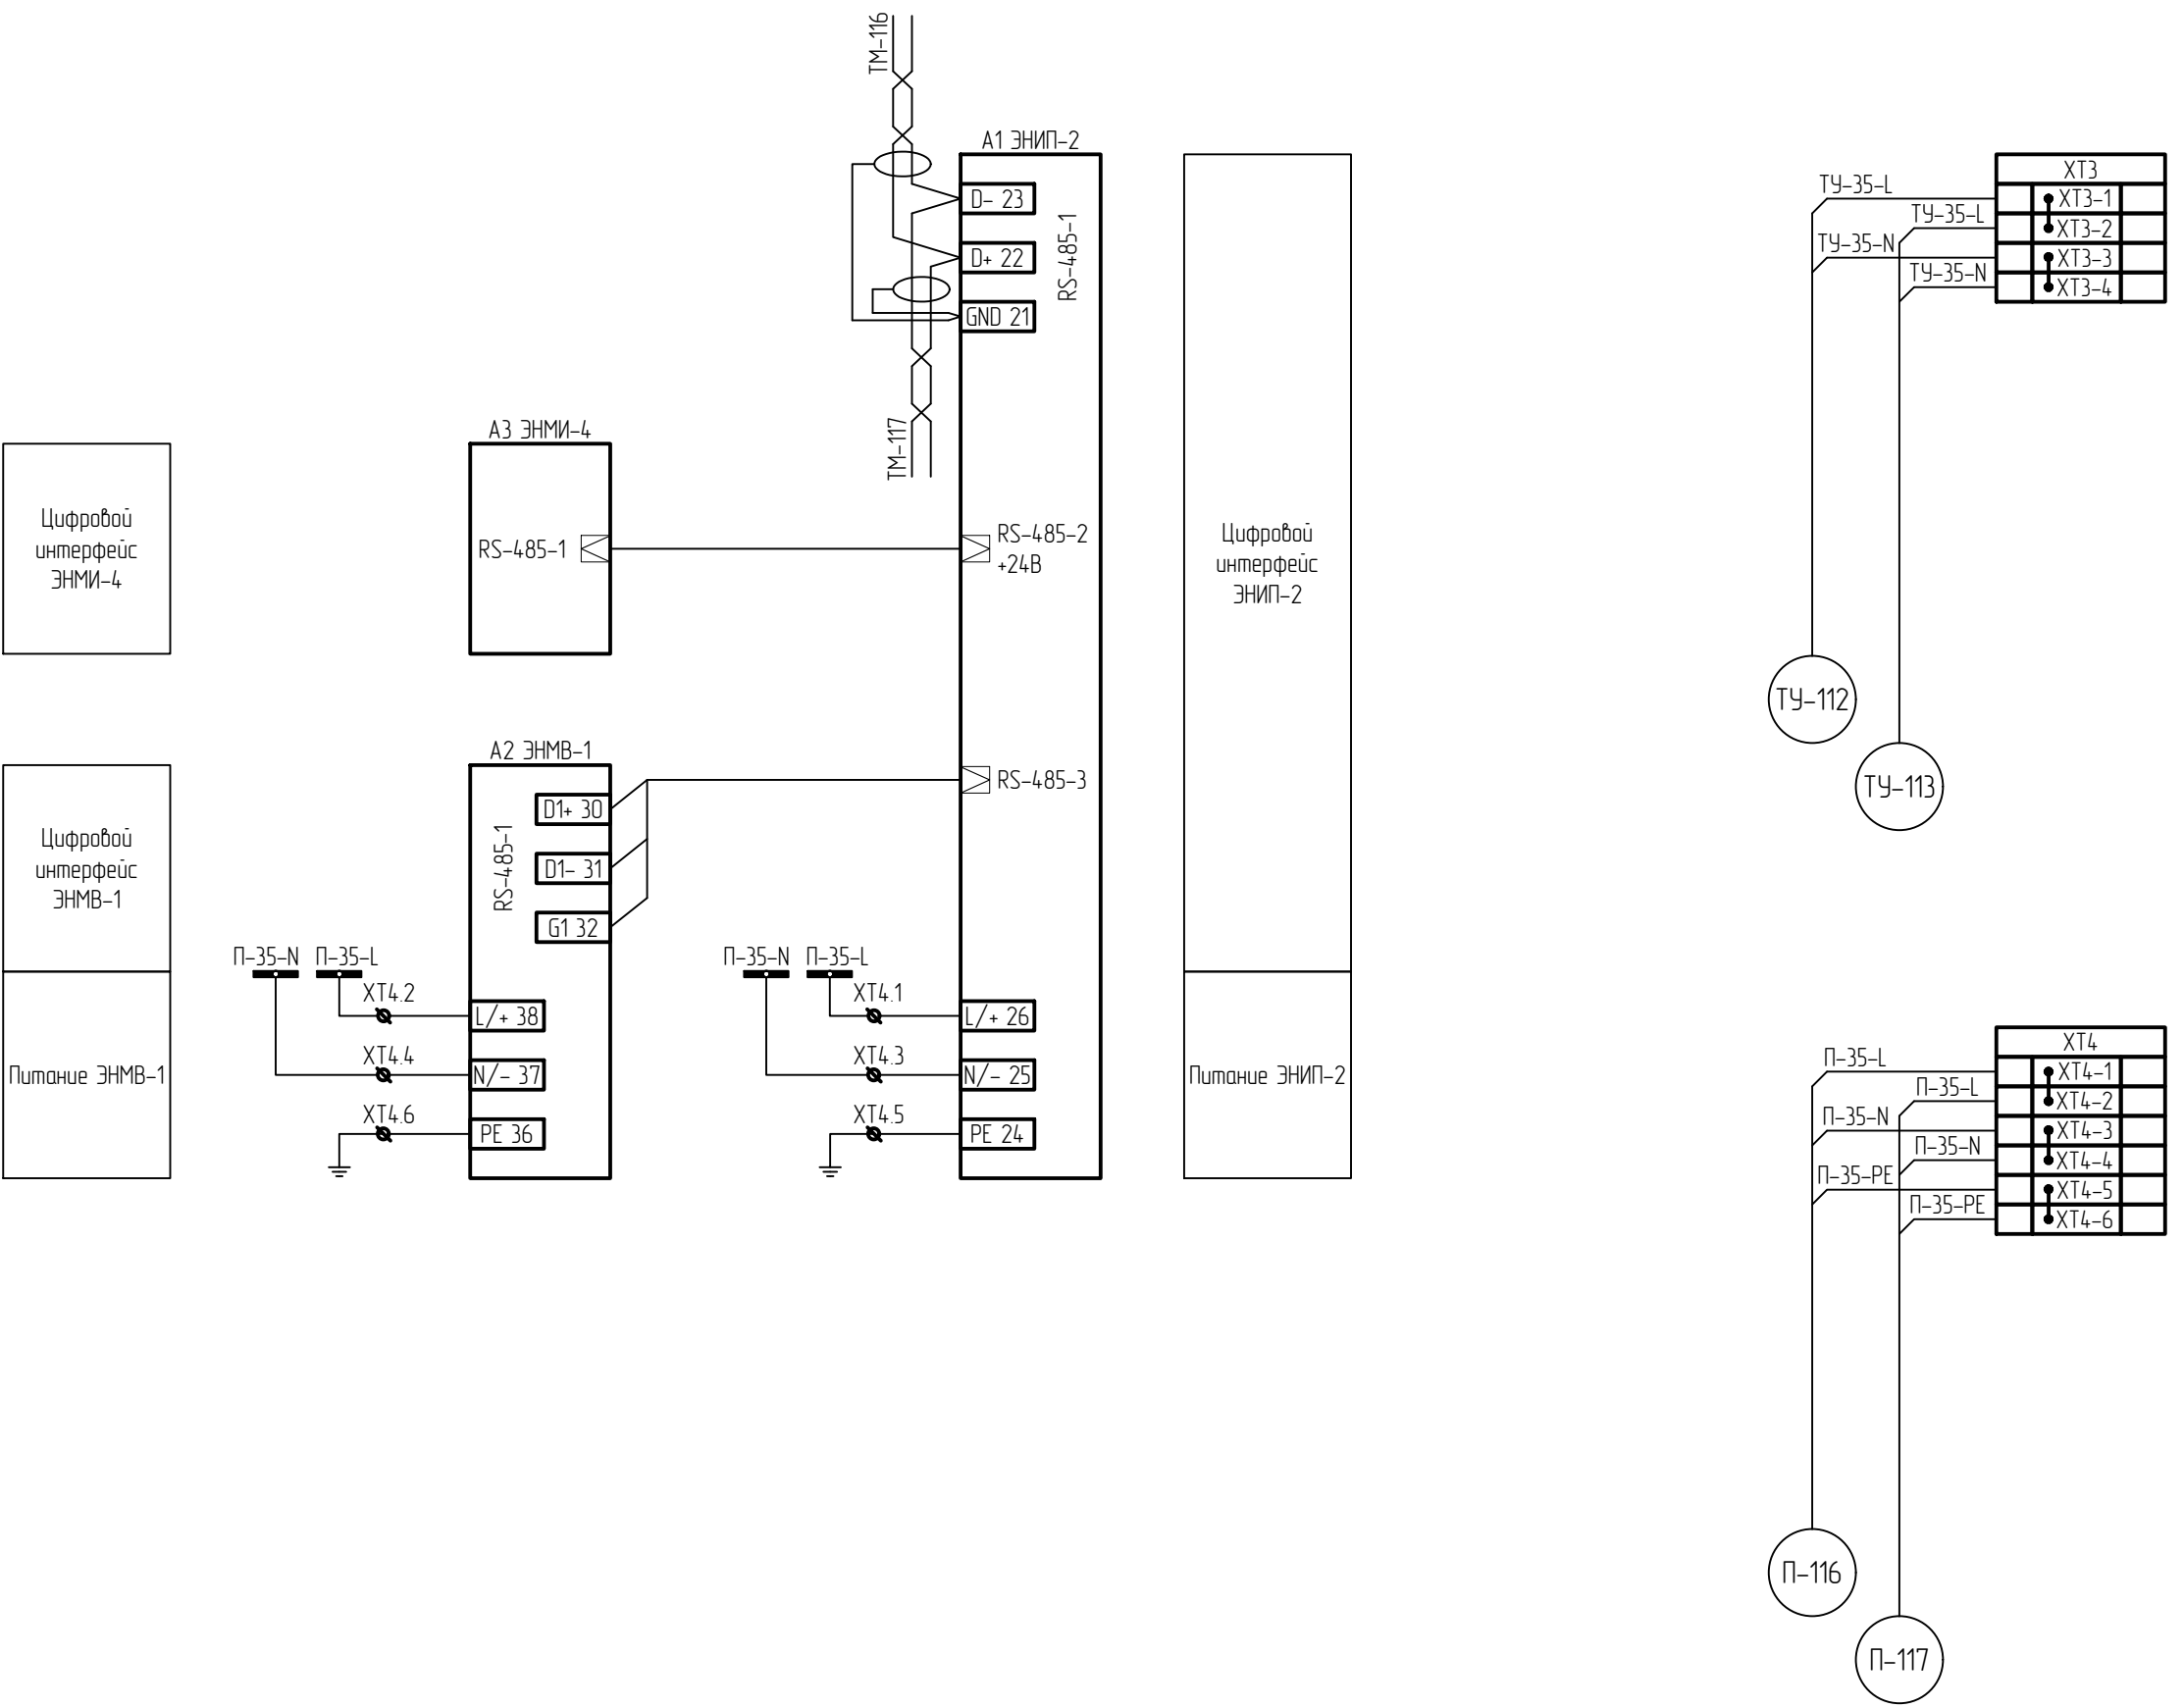 ТМ-116
А1 ЭНИП-2
D- 23
D+ 22
GND 21
RS-485-1
ТМ-117
RS-485-2
+24В
RS-485-3
L/+ 26
N/- 25
PE 24
П-35-N
П-35-L
ХТ4.1
ХТ4.3
ХТ4.5
А3 ЭНМИ-4
RS-485-1
А2 ЭНМВ-1
D1+ 30
D1- 31
G1 32
RS-485-1
L/+ 38
N/- 37
PE 36
П-35-N
П-35-L
ХТ4.2
ХТ4.4
ХТ4.6
Цифровой
интерфейс
ЭНМИ-4
Цифровой
интерфейс
ЭНМВ-1
Питание ЭНМВ-1
Цифровой
интерфейс
ЭНИП-2
Питание ЭНИП-2
ХТ3
ТУ-35-L
ХТ3-1
ТУ-35-L
ХТ3-2
ТУ-35-N
ХТ3-3
ТУ-35-N
ХТ3-4
ТУ-112
ТУ-113
ХТ4
П-35-L
ХТ4-1
П-35-L
ХТ4-2
П-35-N
ХТ4-3
П-35-N
ХТ4-4
П-35-PE
ХТ4-5
П-35-PE
ХТ4-6
П-116
П-117